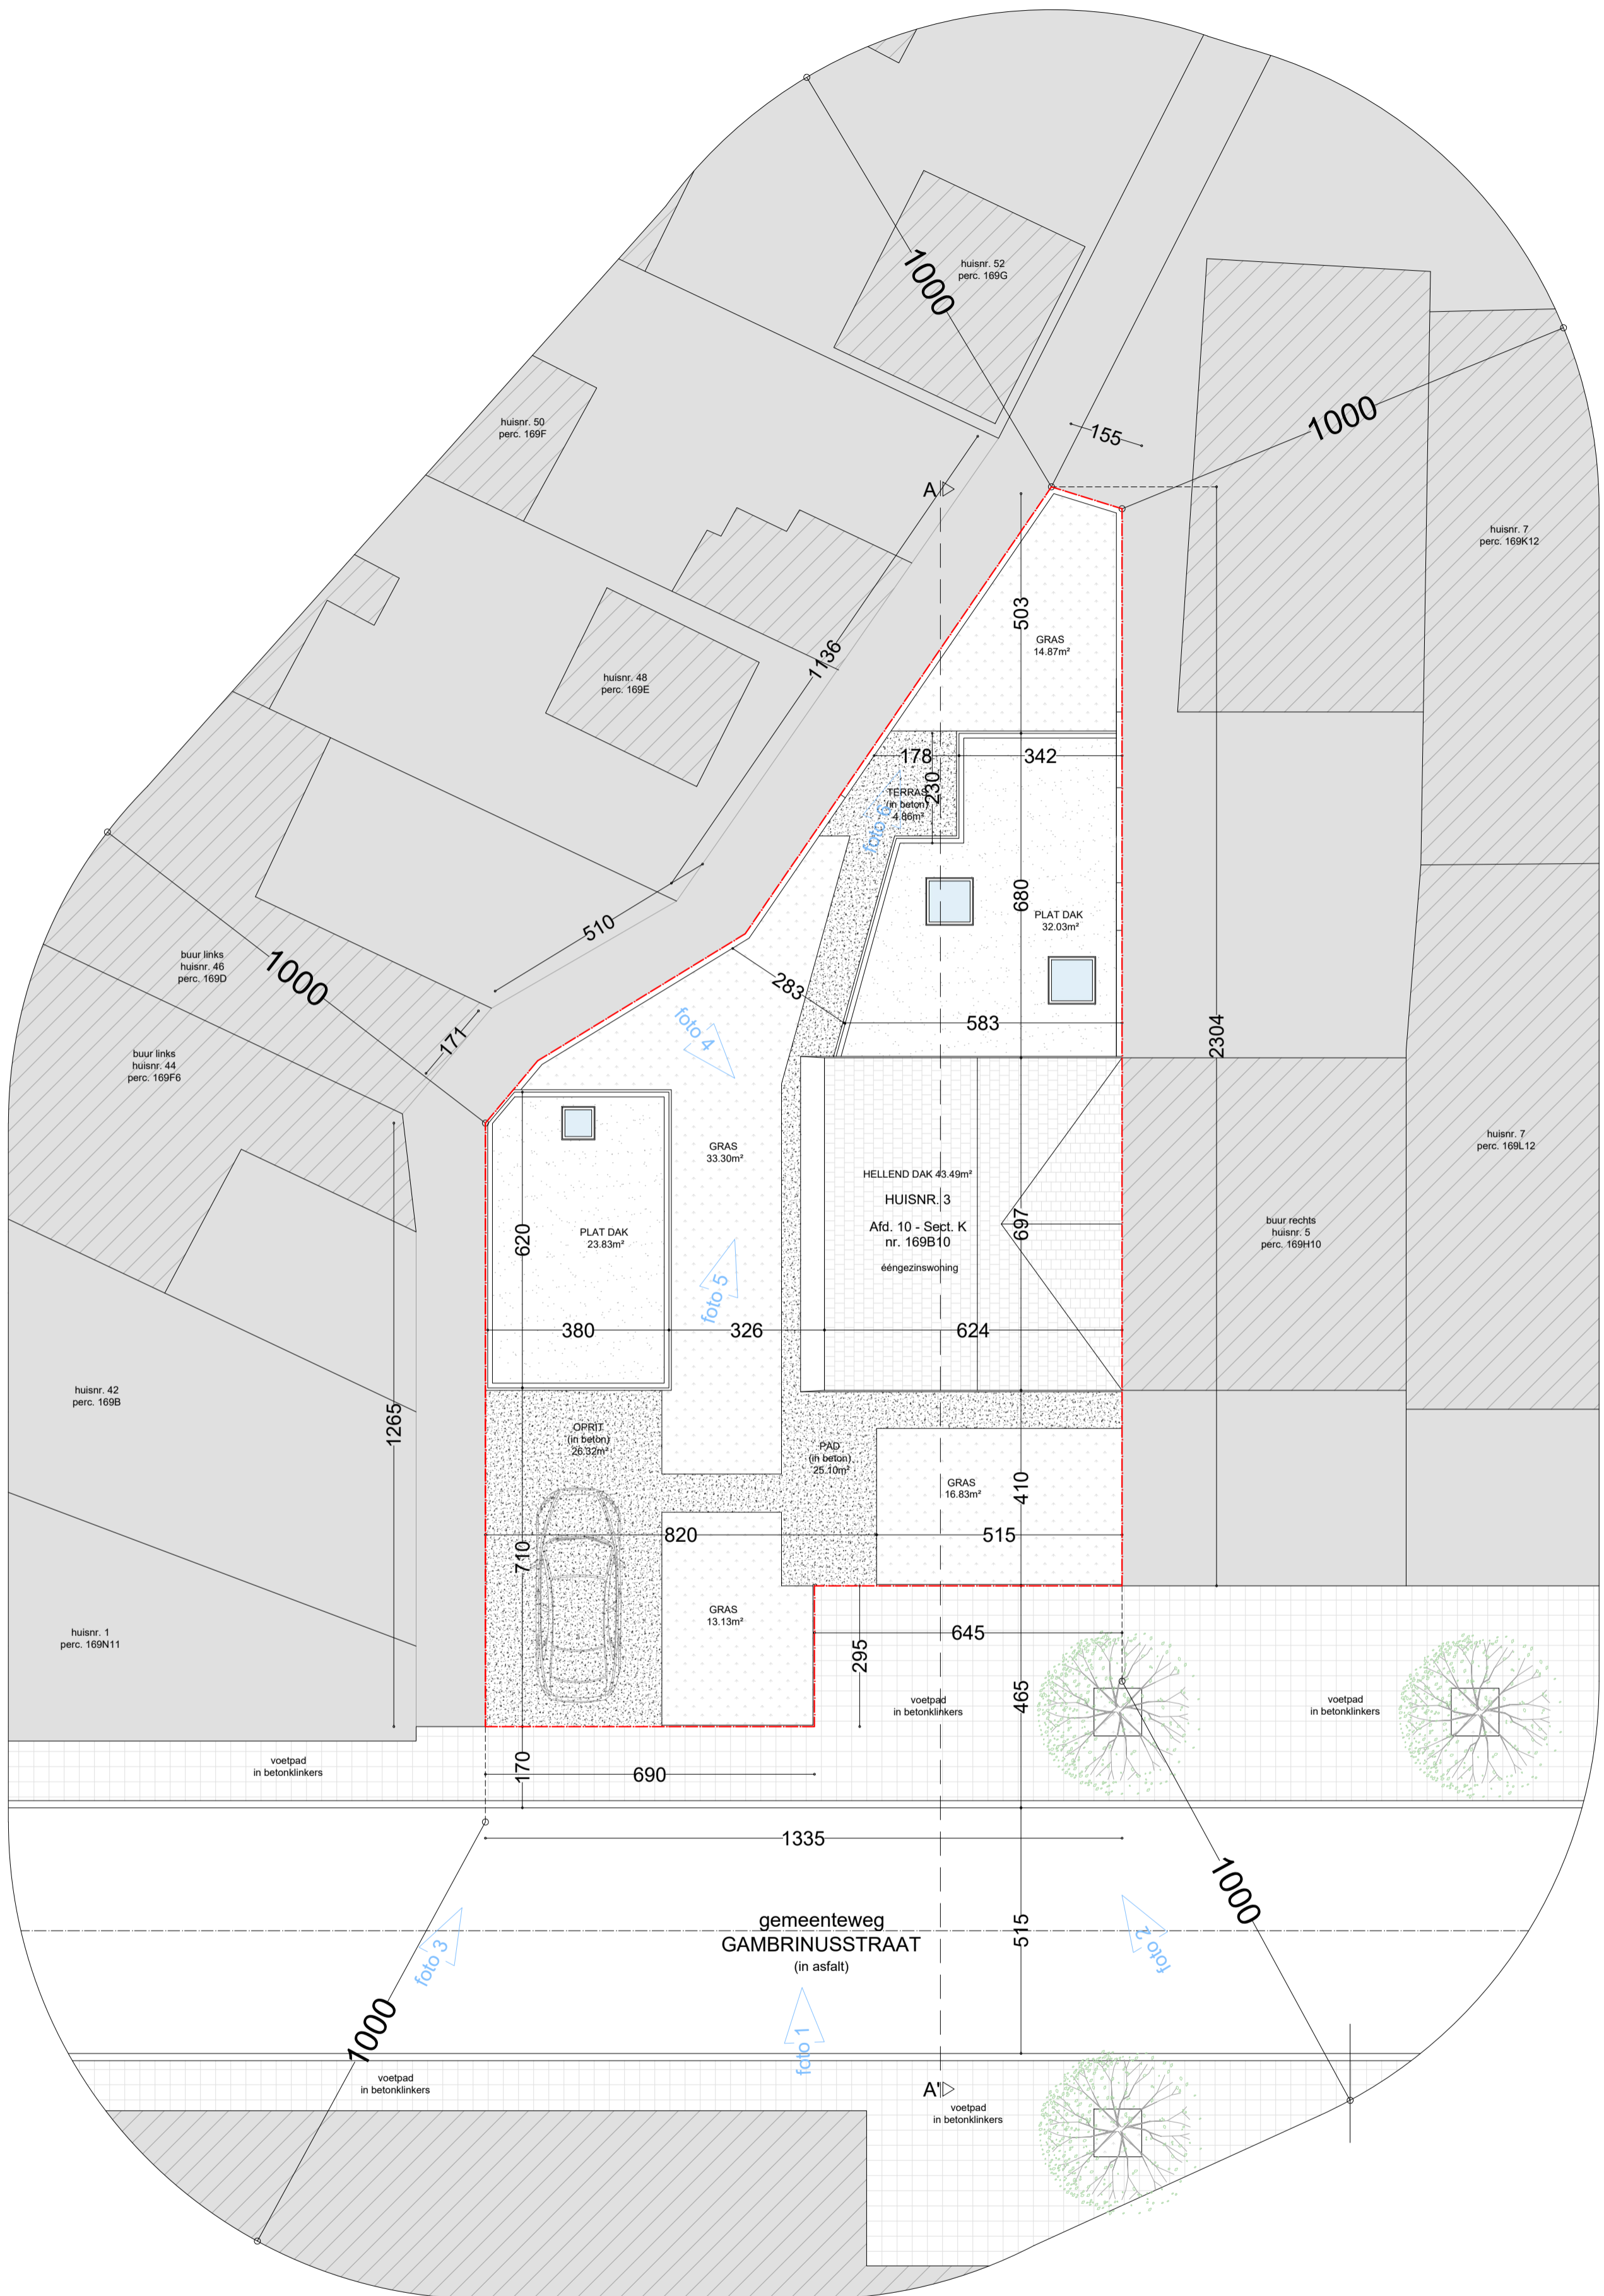 huisnr. 52
perc. 169G
1000
1000
155
huisnr. 50
perc. 169F
A
huisnr. 7
perc. 169K12
503
GRAS
14.87m²
1136
huisnr. 48
perc. 169E
178
342
230
TERRAS
(in beton)
4.86m²
foto 6
680
PLAT DAK
32.03m²
510
buur links
huisnr. 46
perc. 169D
1000
283
583
2304
foto 4
171
buur links
huisnr. 44
perc. 169F6
GRAS
33.30m²
huisnr. 7
perc. 169L12
HELLEND DAK 43.49m²
HUISNR. 3
Afd. 10 - Sect. K
nr. 169B10
ééngezinswoning
697
buur rechts
huisnr. 5
perc. 169H10
620
PLAT DAK
23.83m²
foto 5
380
326
624
huisnr. 42
perc. 169B
1265
OPRIT
(in beton)
26.32m²
PAD
(in beton)
25.10m²
GRAS
16.83m²
410
820
515
710
GRAS
13.13m²
huisnr. 1
perc. 169N11
645
295
465
voetpad
in betonklinkers
voetpad
in betonklinkers
voetpad
in betonklinkers
170
690
1335
1000
gemeenteweg
GAMBRINUSSTRAAT
(in asfalt)
515
foto 3
foto 2
1000
foto 1
voetpad
in betonklinkers
A'
voetpad
in betonklinkers